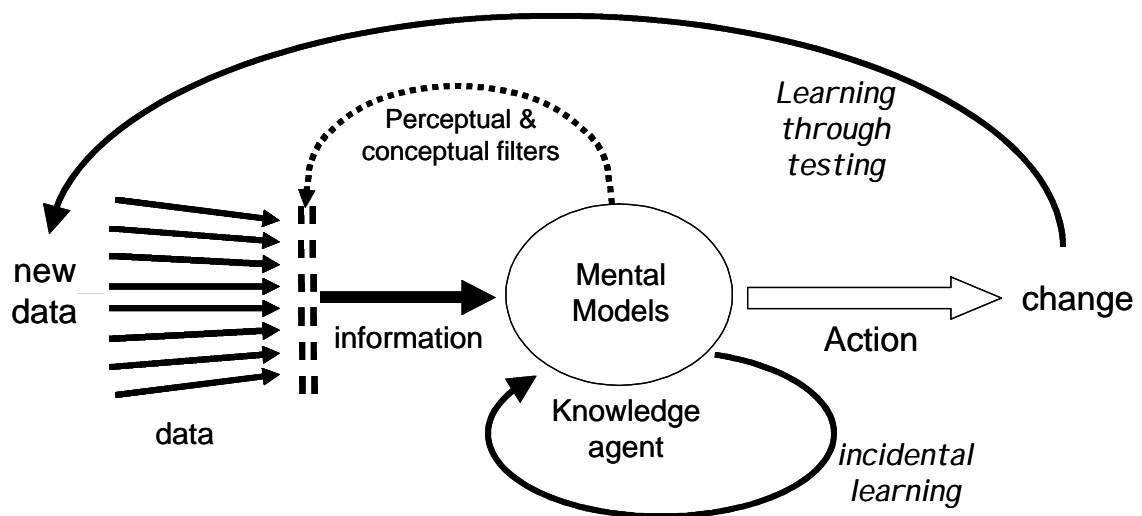 Learning
through
testing
Perceptual &
conceptual filters
new
data
Mental
Models
change
information
Action
Knowledge
agent
data
incidental
learning